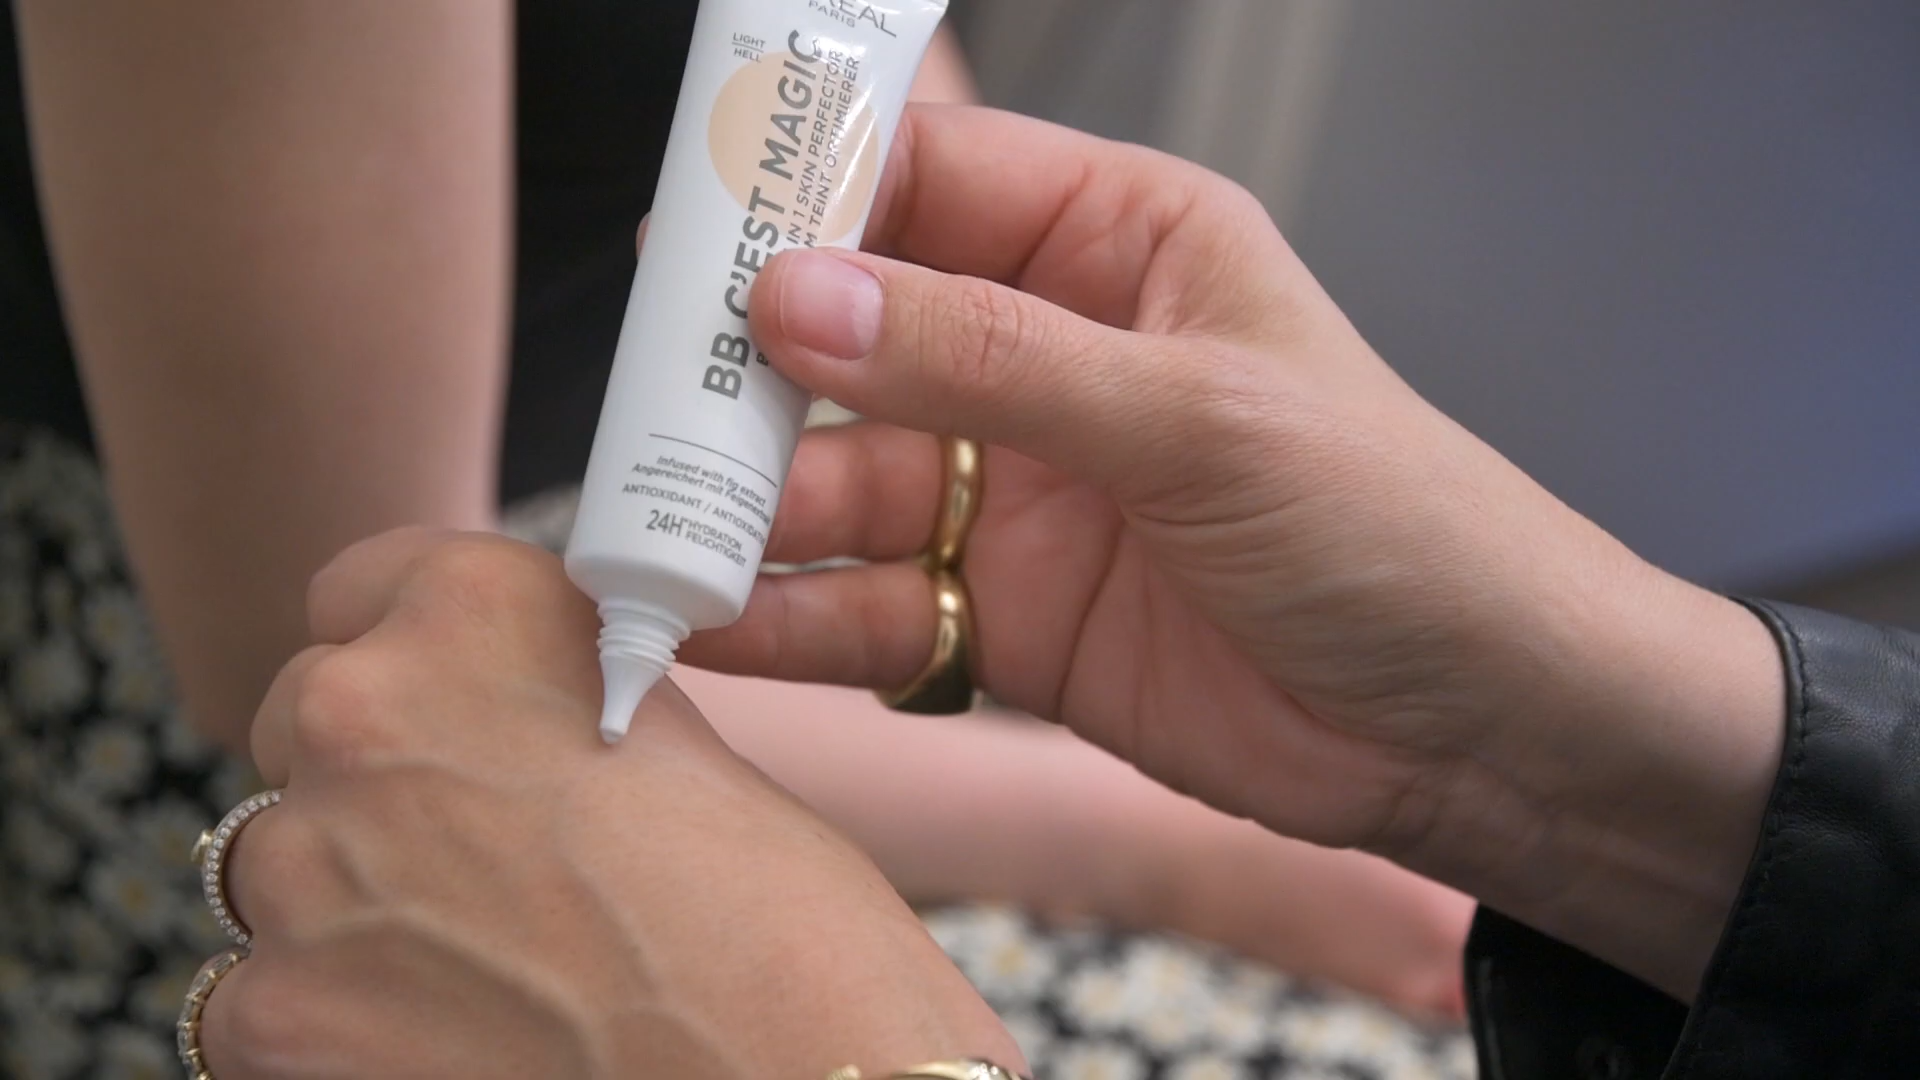 PARIS
LIGHT
HELL
BB C'EST MAGIC
IN 1 SKIN PERFECTOR
TEINT OPTIMIERER
Infused with fig extract
Angereichert mit Feigenextrakt
ANTIOXIDANT / ANTIOXIDATIV
24H HYDRATION
FEUCHTIGKEIT